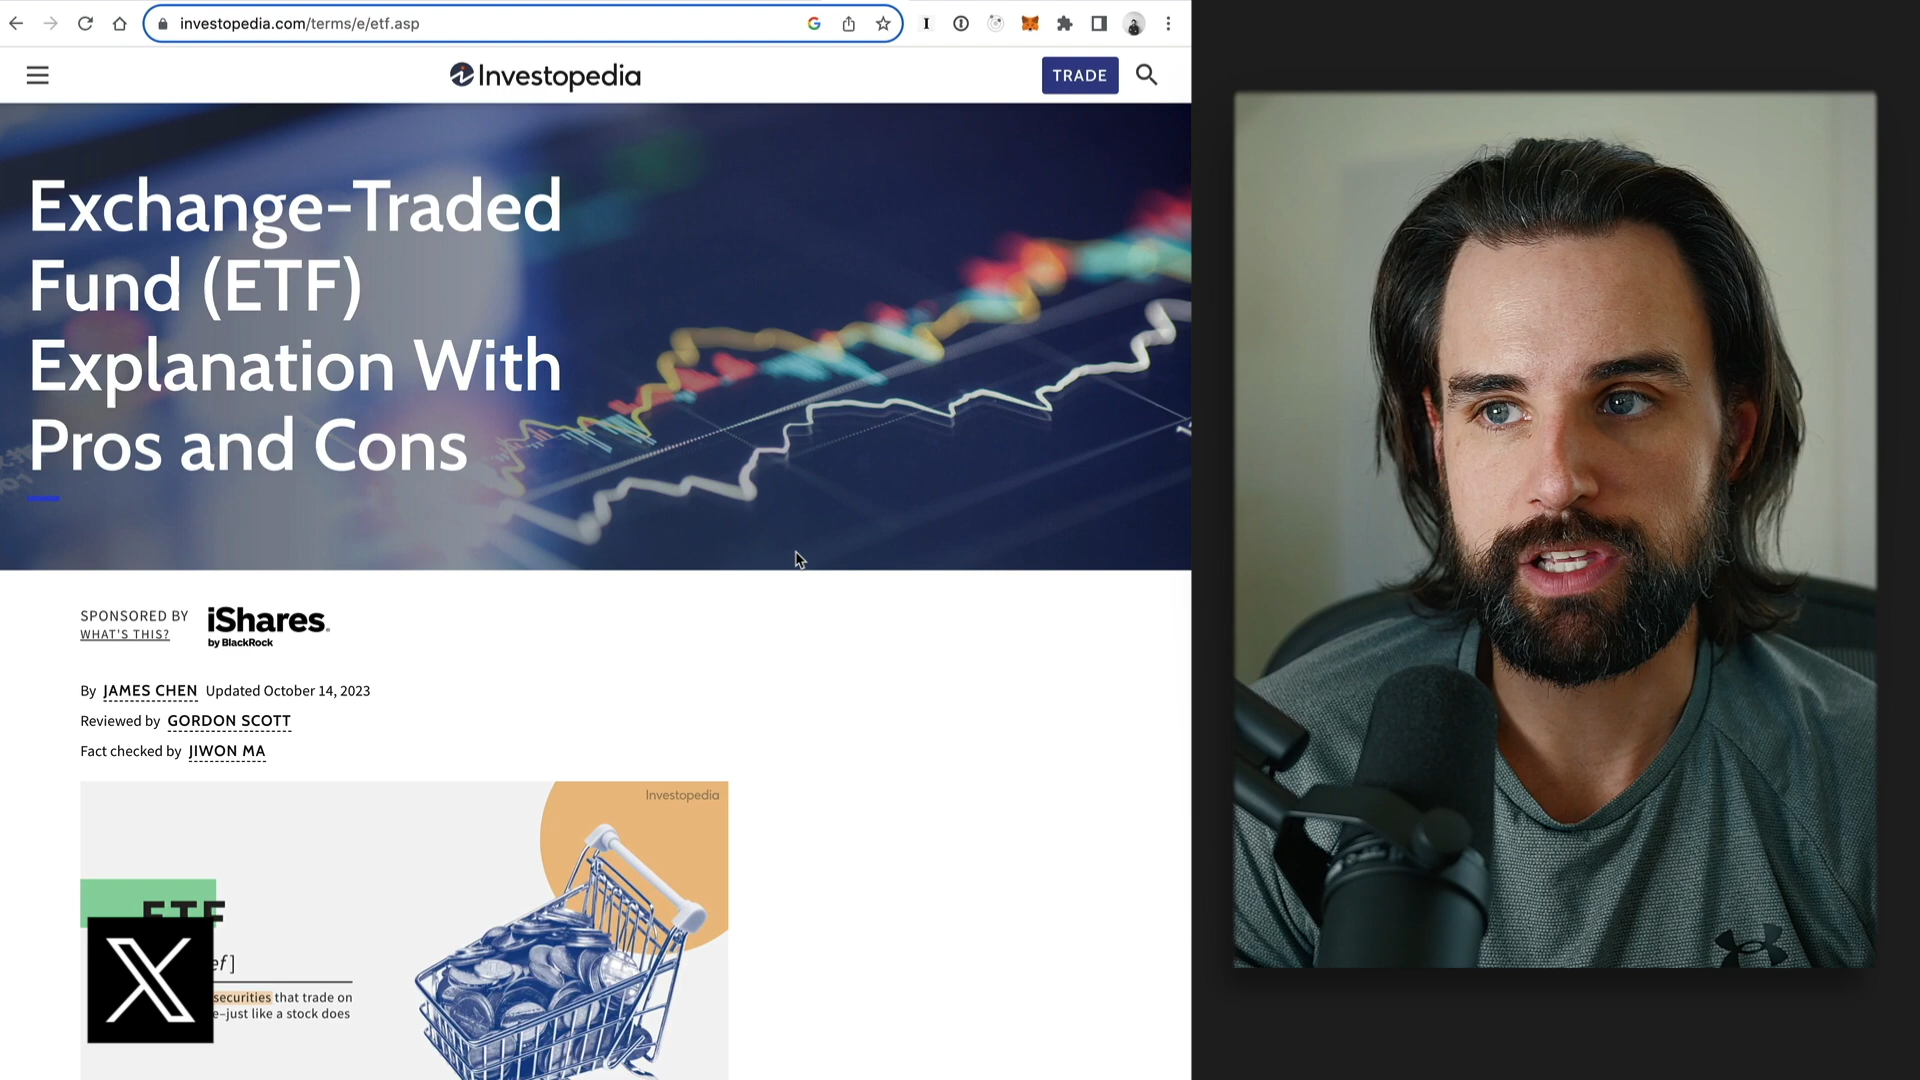 investopedia.com/terms/e/etf.asp
Investopedia
TRADE
Exchange-Traded
Fund (ETF)
Explanation With
Pros and Cons
SPONSORED BY
WHAT'S THIS?
iShares.
by BlackRock
By JAMES CHEN Updated October 14, 2023
Reviewed by GORDON SCOTT
Fact checked by JIWON MA
Investopedia
ETF
ef]
securities that trade on
e–just like a stock does
X